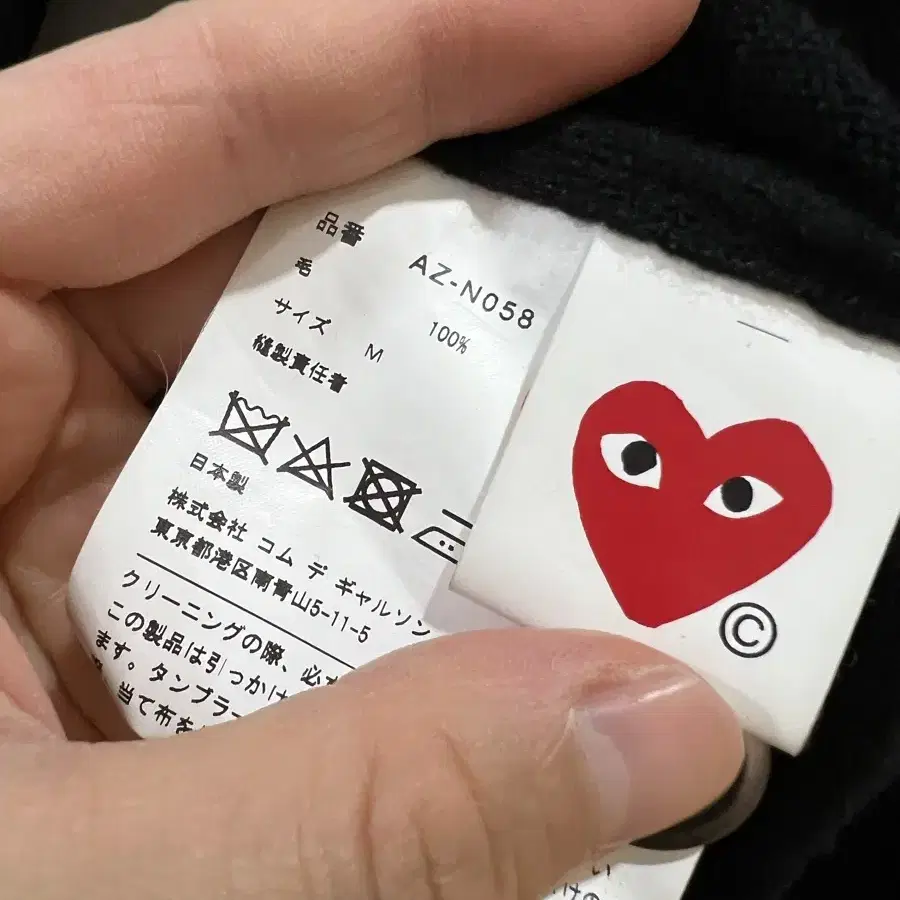 品番 AZ-N058
毛 100%
サイズ M
縫製責任者
日本製
株式会社 コム デ ギャルソン
東京都港区南青山5-11-5
クリーニングの際、必
この製品は引っかけ
ます。タンブラー
当て布を
©
い